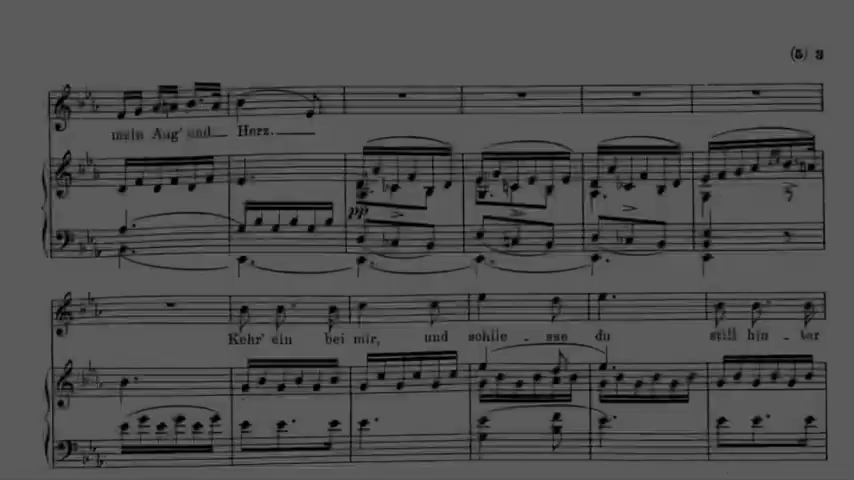 (5) 3
mein Aug' und Herz.
pp
Kehr' ein bei mir, und schlie - sse du still hin - ter